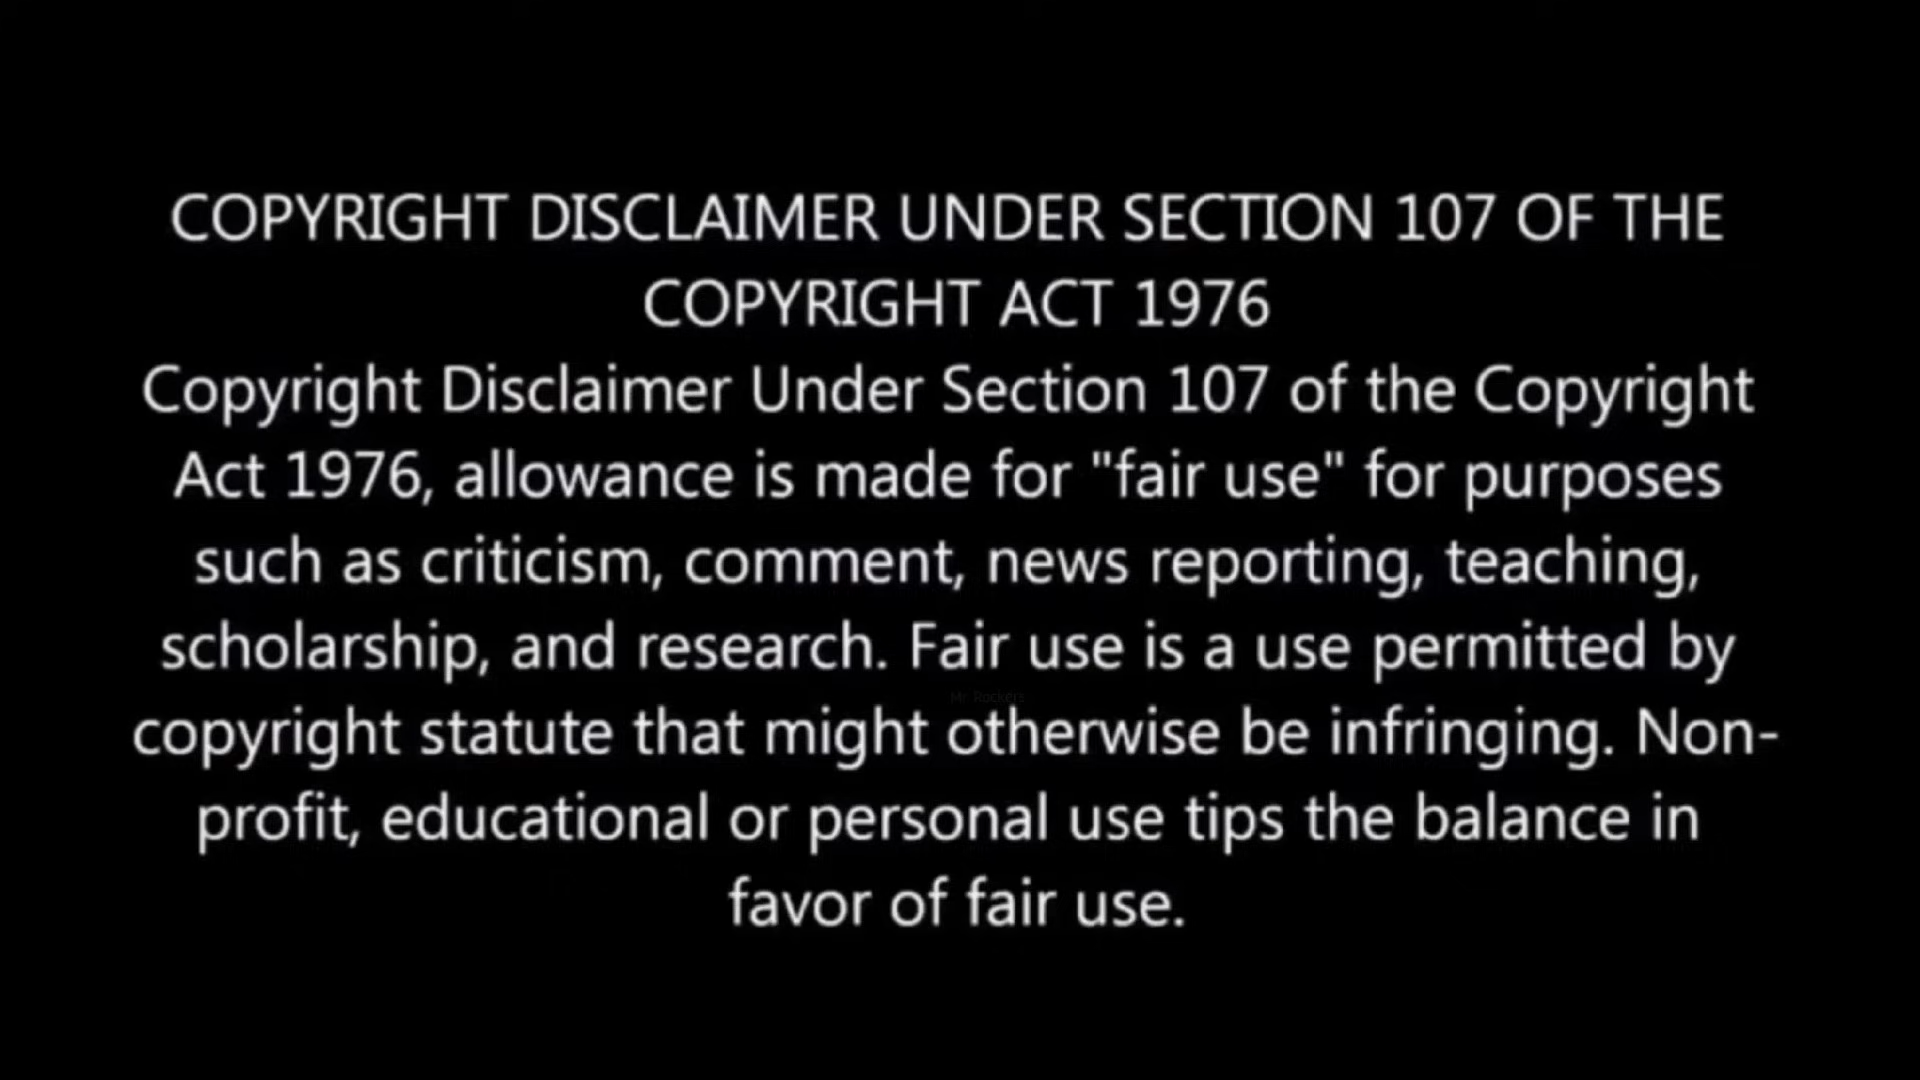 COPYRIGHT DISCLAIMER UNDER SECTION 107 OF THE
COPYRIGHT ACT 1976
Copyright Disclaimer Under Section 107 of the Copyright
Act 1976, allowance is made for "fair use" for purposes
such as criticism, comment, news reporting, teaching,
scholarship, and research. Fair use is a use permitted by
copyright statute that might otherwise be infringing. Non-
profit, educational or personal use tips the balance in
favor of fair use.